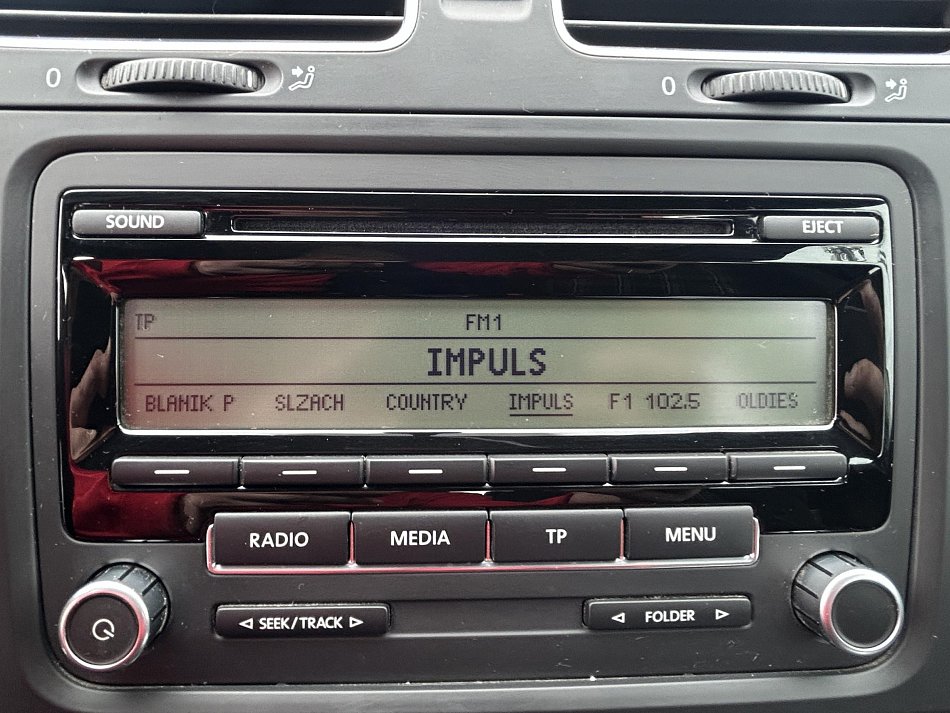 0 0
SOUND EJECT
TP FM1
IMPULS
BLANIK P SLZACH COUNTRY IMPULS F1 102.5 OLDIES
RADIO MEDIA TP MENU
SEEK/TRACK FOLDER